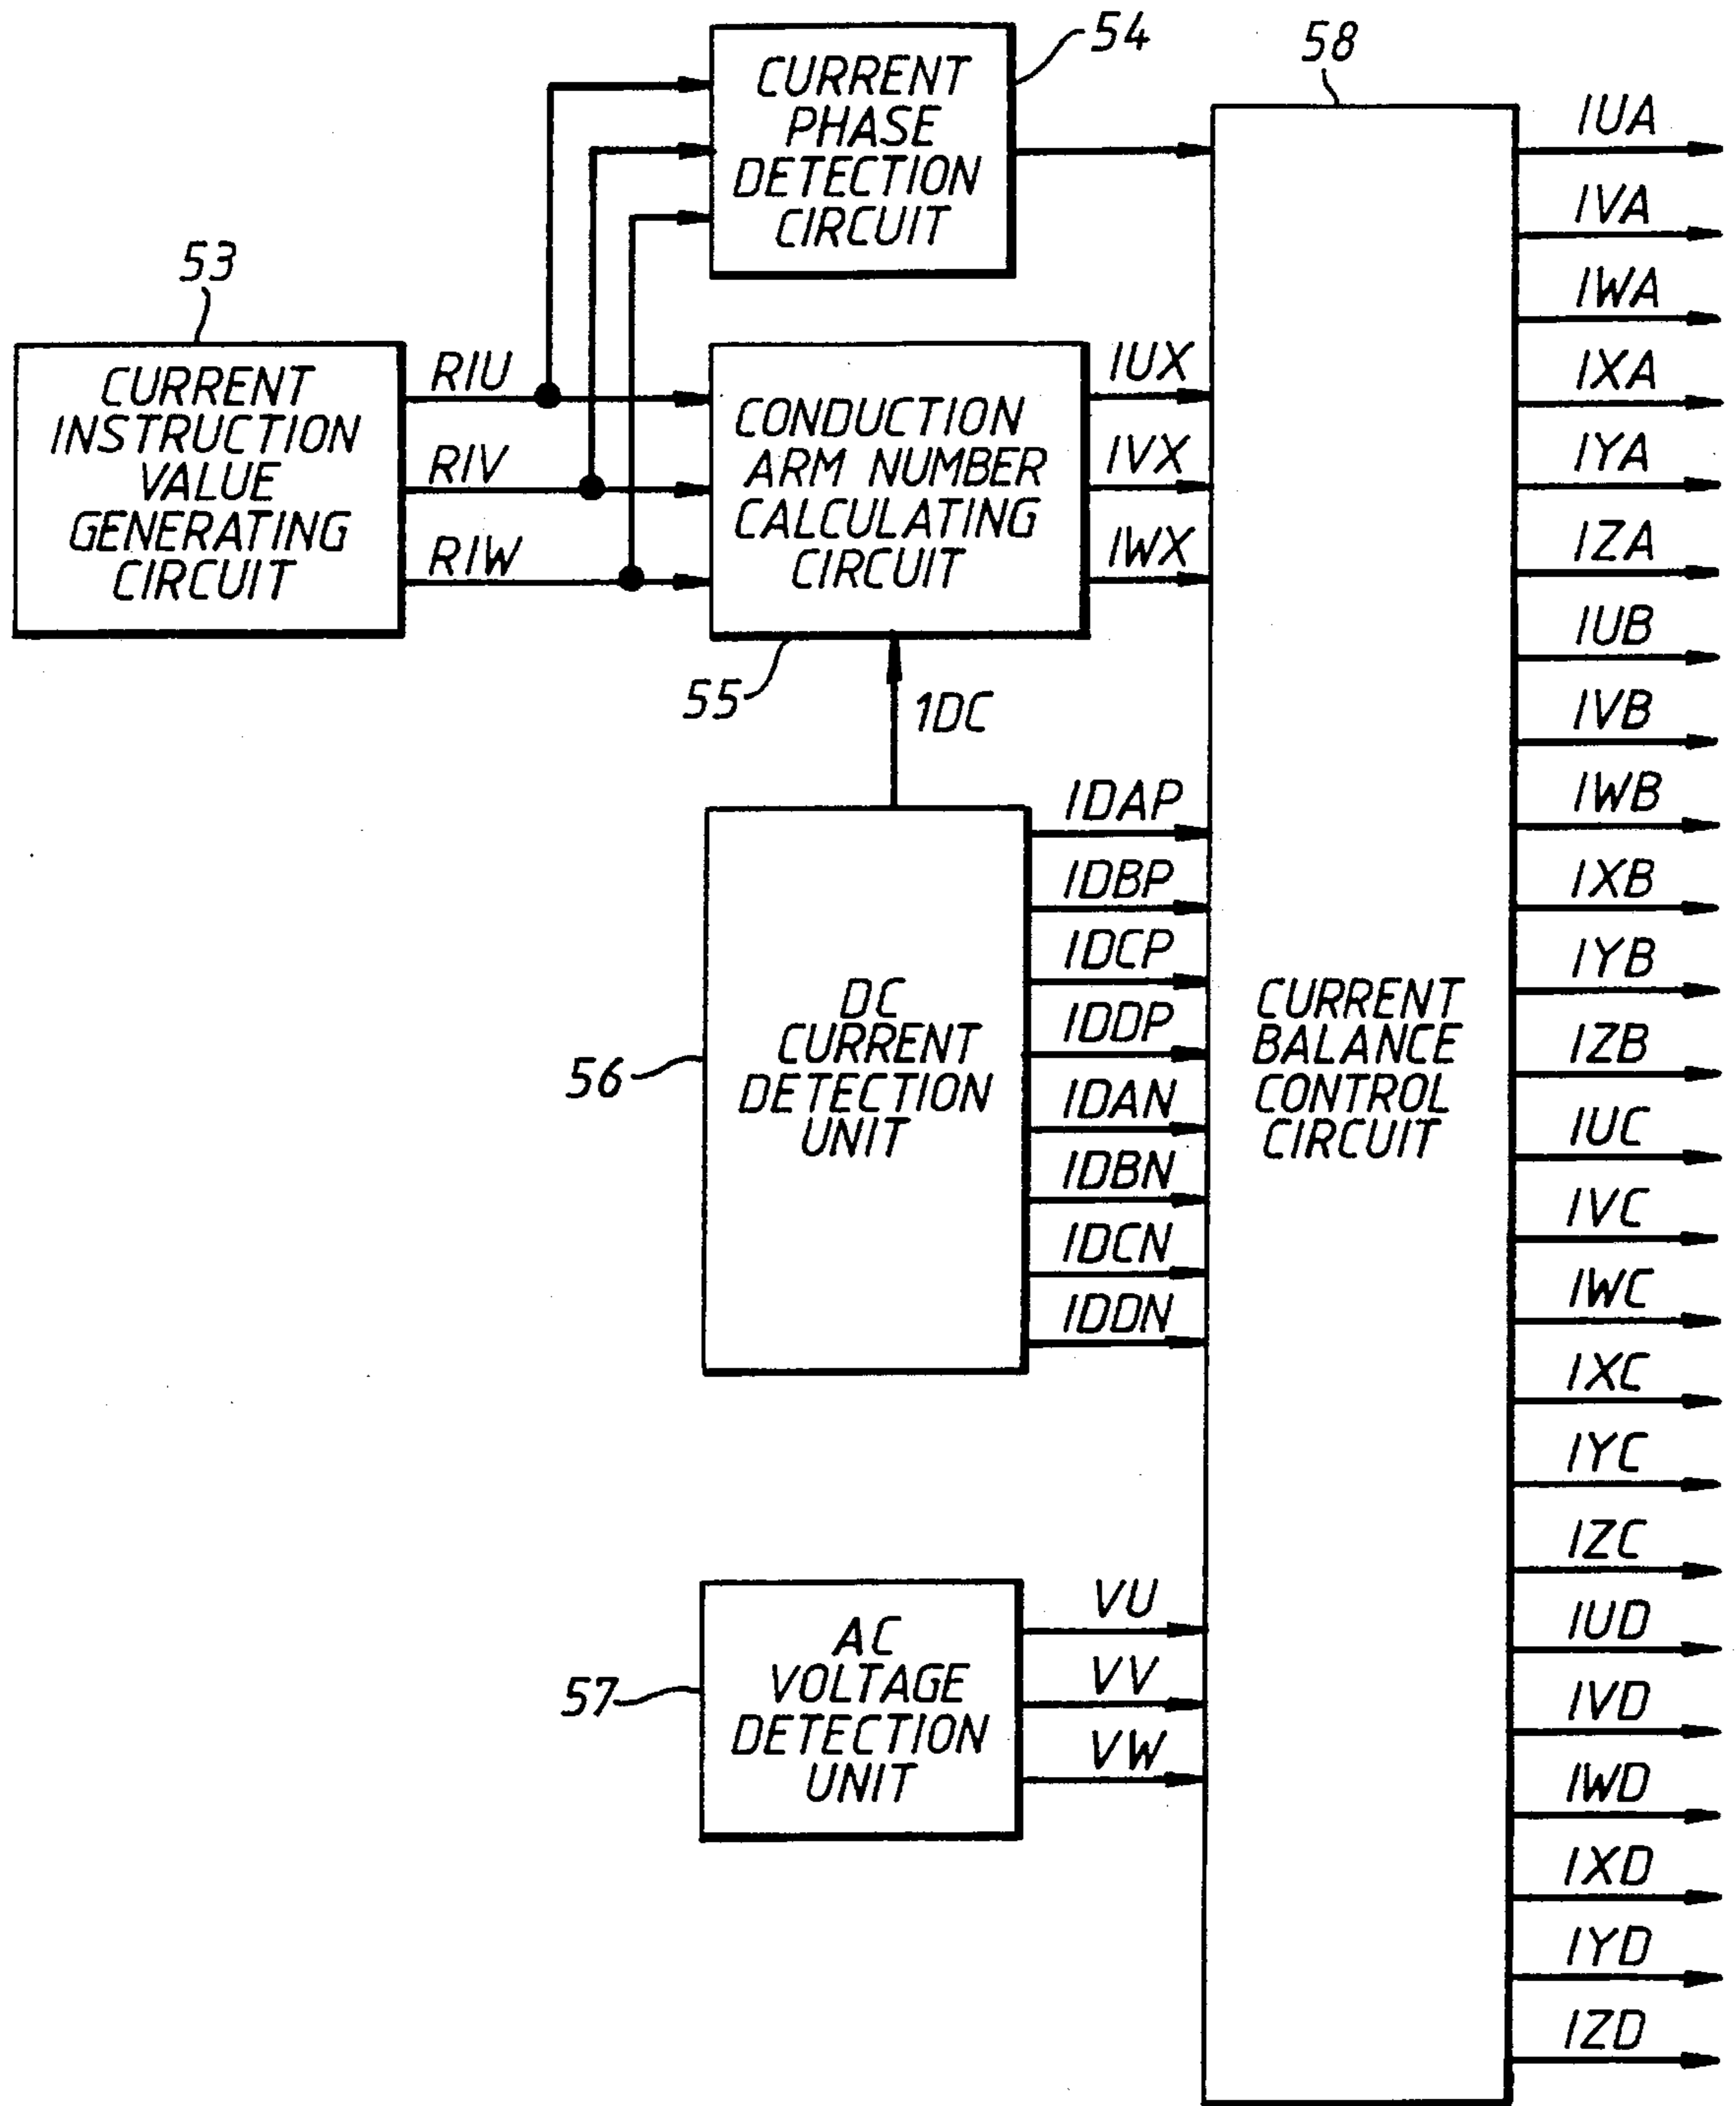 54
CURRENT
PHASE
DETECTION
CIRCUIT
58
53
CURRENT
INSTRUCTION
VALUE
GENERATING
CIRCUIT
RIU
RIV
RIW
CONDUCTION
ARM NUMBER
CALCULATING
CIRCUIT
55
IUX
IVX
IWX
1DC
DC
CURRENT
DETECTION
UNIT
56
IDAP
IDBP
IDCP
IDDP
IDAN
IDBN
IDCN
IDDN
AC
VOLTAGE
DETECTION
UNIT
57
VU
VV
VW
CURRENT
BALANCE
CONTROL
CIRCUIT
IUA
IVA
IWA
IXA
IYA
IZA
IUB
IVB
IWB
IXB
IYB
IZB
IUC
IVC
IWC
IXC
IYC
IZC
IUD
IVD
IWD
IXD
IYD
IZD